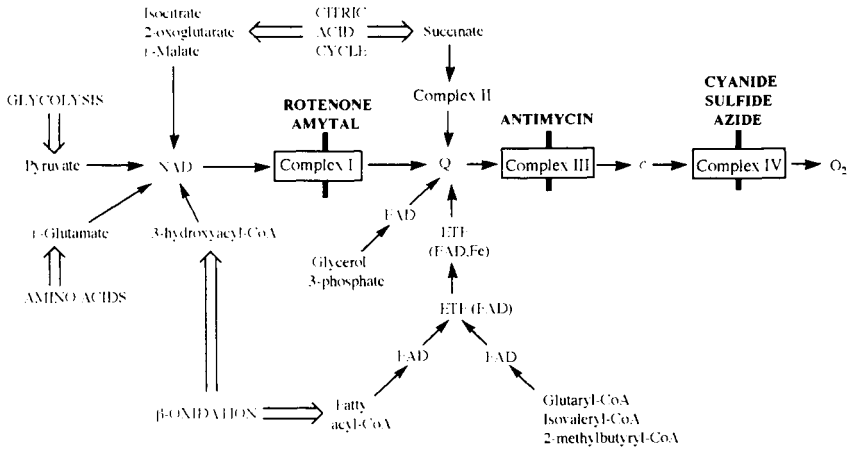 Isocitrate
2-oxoglutarate
L-Malate
CITRIC
ACID
CYCLE
Succinate
GLYCOLYSIS
Complex II
ROTENONE
AMYTAL
ANTIMYCIN
CYANIDE
SULFIDE
AZIDE
Pyruvate
NAD
Complex I
Q
Complex III
c
Complex IV
O2
L-Glutamate
3-hydroxyacyl-CoA
FAD
ETF
(FAD,Fe)
Glycerol
3-phosphate
AMINO ACIDS
ETF (FAD)
FAD
FAD
β-OXIDATION
Fatty
acyl-CoA
Glutaryl-CoA
Isovaleryl-CoA
2-methylbutyryl-CoA